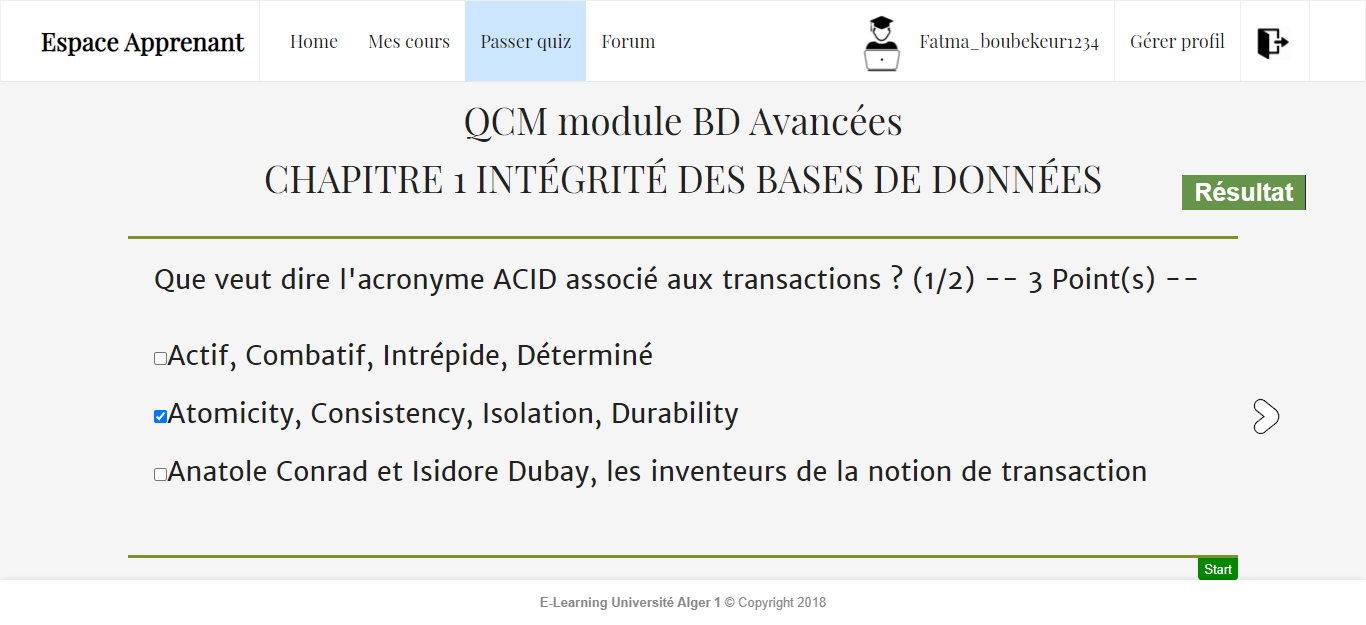 Espace Apprenant Home Mes cours Passer quiz Forum Fatma_boubekeur1234 Gérer profil
QCM module BD Avancées
CHAPITRE 1 INTÉGRITÉ DES BASES DE DONNÉES
Résultat
Que veut dire l'acronyme ACID associé aux transactions ? (1/2) -- 3 Point(s) --
Actif, Combatif, Intrépide, Déterminé
Atomicity, Consistency, Isolation, Durability
Anatole Conrad et Isidore Dubay, les inventeurs de la notion de transaction
Start
E-Learning Université Alger 1 © Copyright 2018